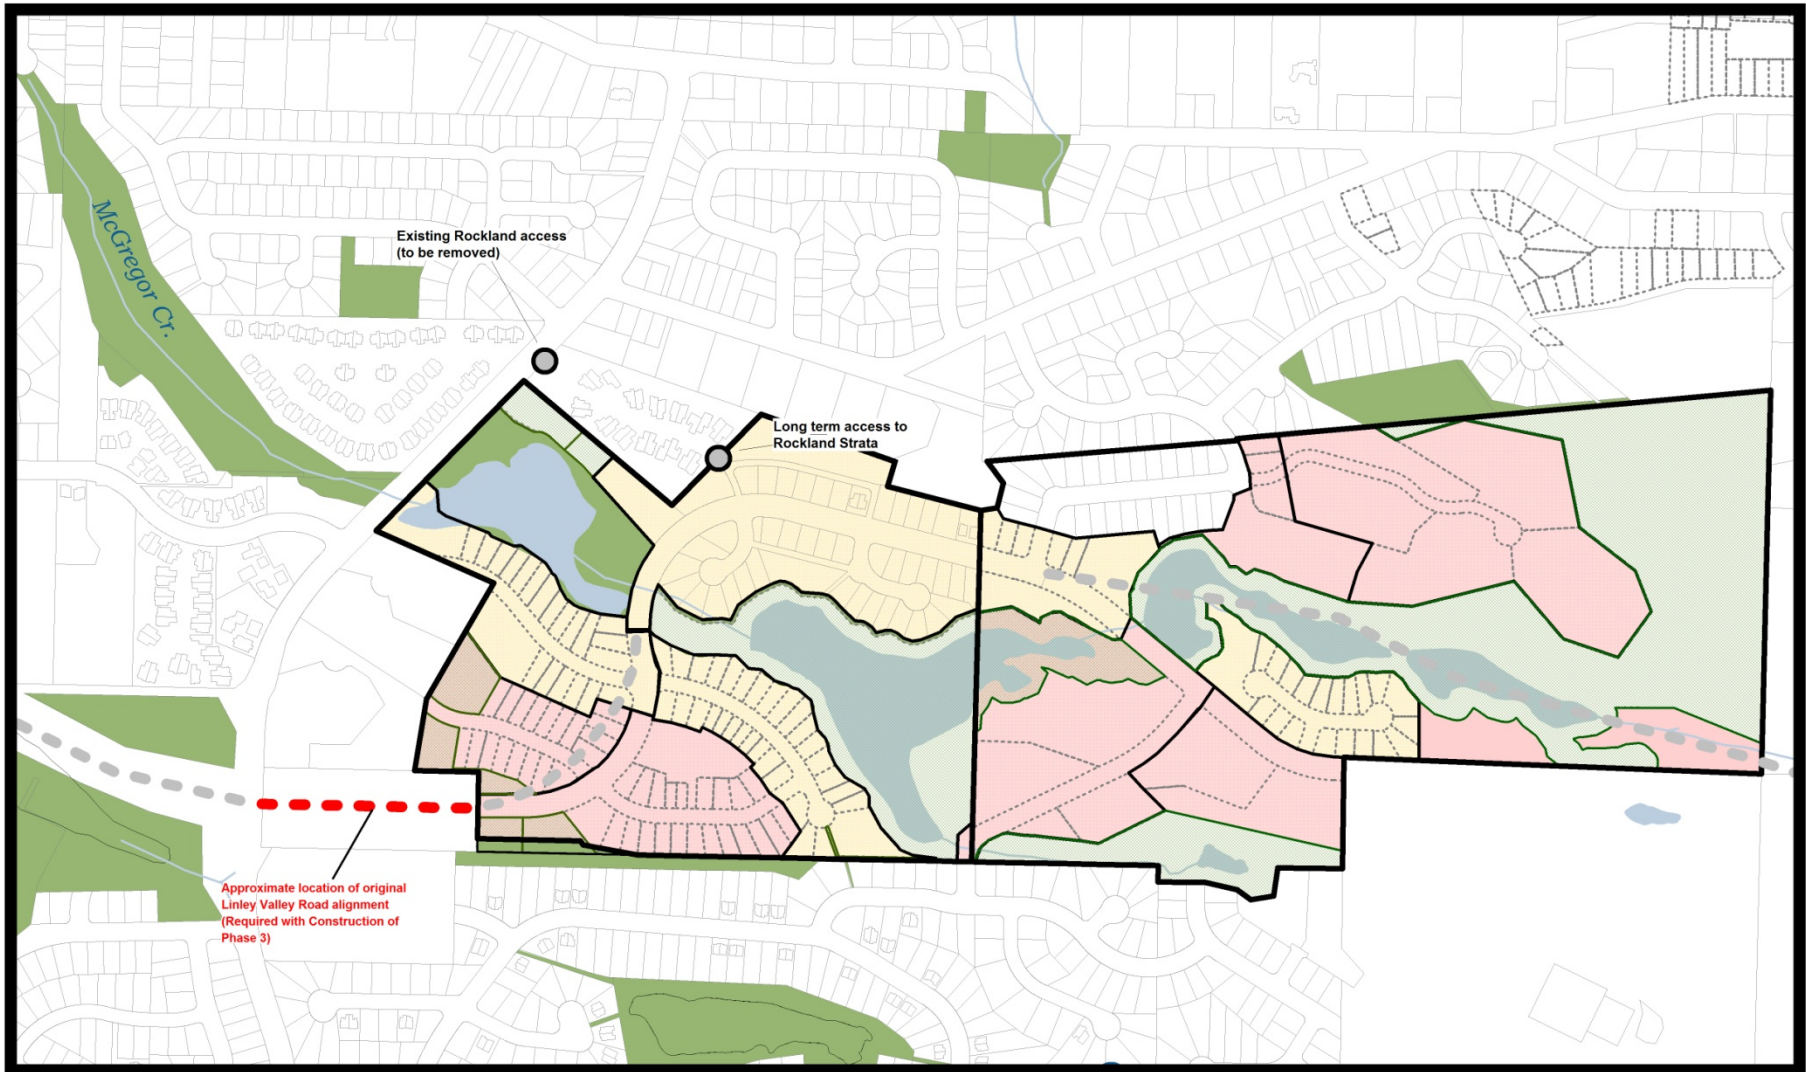 McGregor Cr.
Existing Rockland access
(to be removed)
Long term access to
Rockland Strata
Approximate location of original
Linley Valley Road alignment
(Required with Construction of
Phase 3)